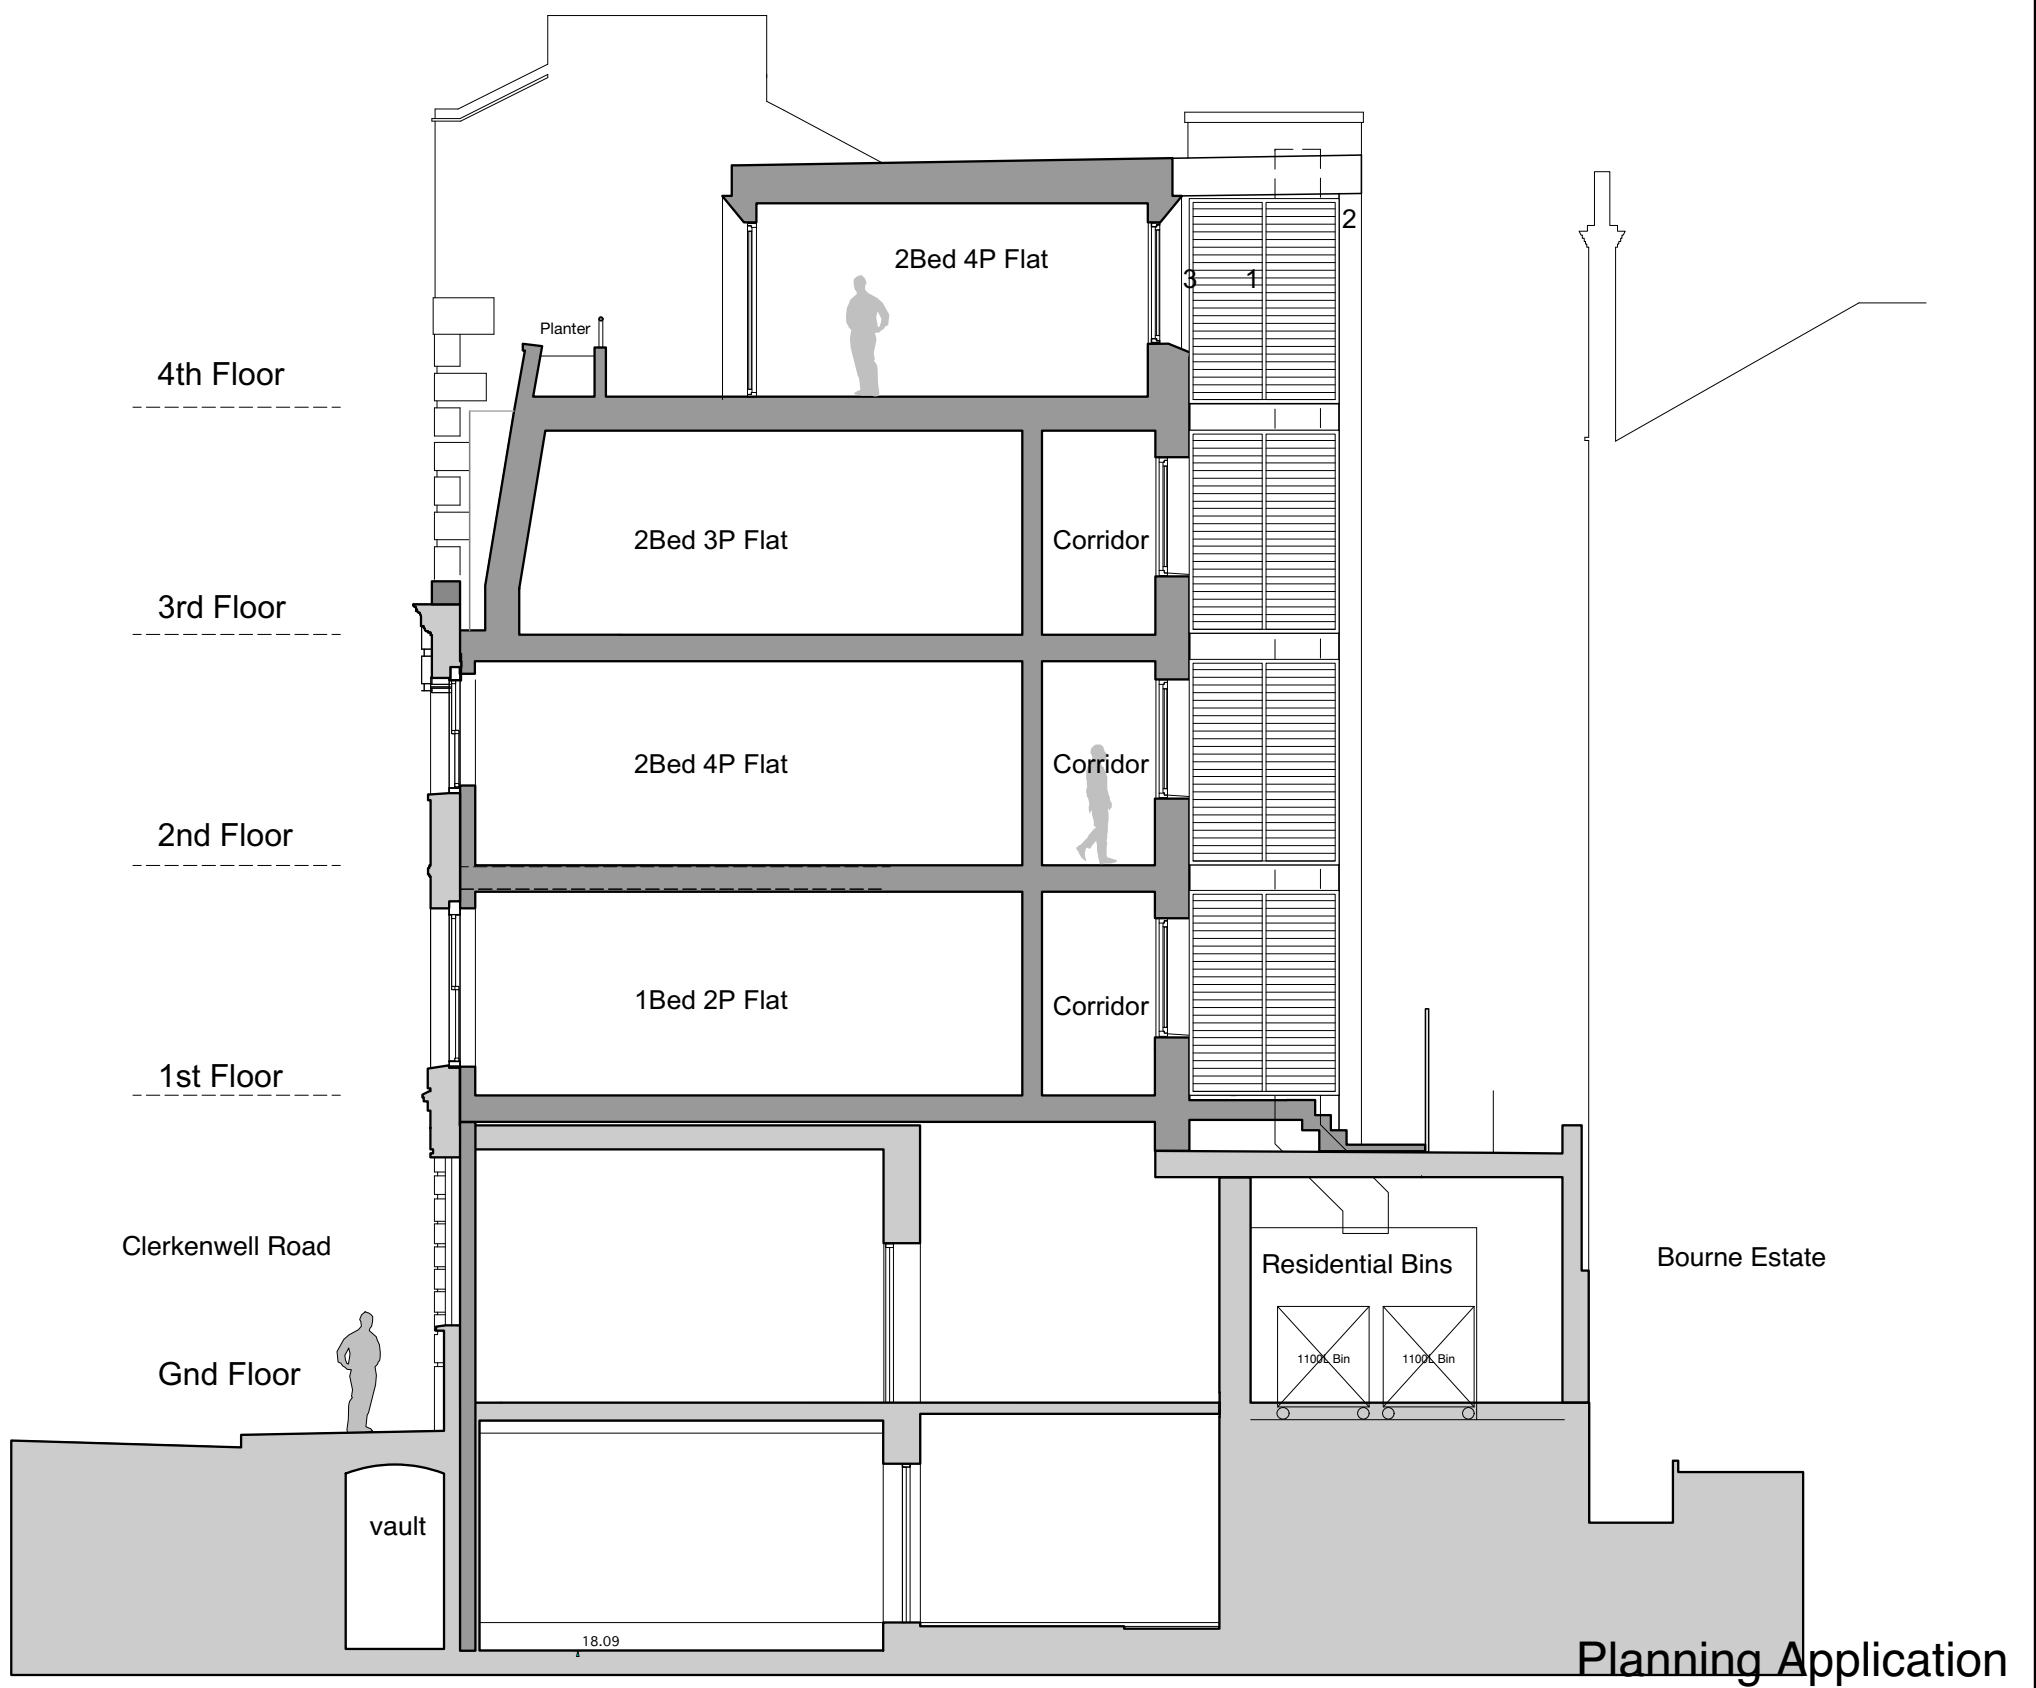 2
2Bed 4P Flat
3 1
Planter
4th Floor
2Bed 3P Flat
Corridor
3rd Floor
2Bed 4P Flat
Corridor
2nd Floor
1Bed 2P Flat
Corridor
1st Floor
Clerkenwell Road
Residential Bins
Bourne Estate
1100L Bin
1100L Bin
Gnd Floor
vault
18.09
Planning Application